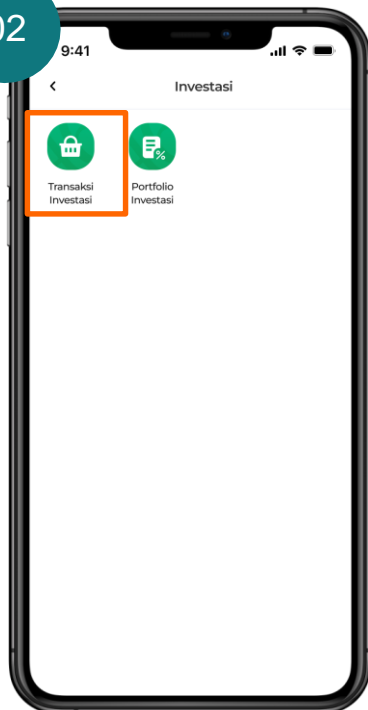 02
9:41
Investasi
Transaksi
Investasi
Portfolio
Investasi